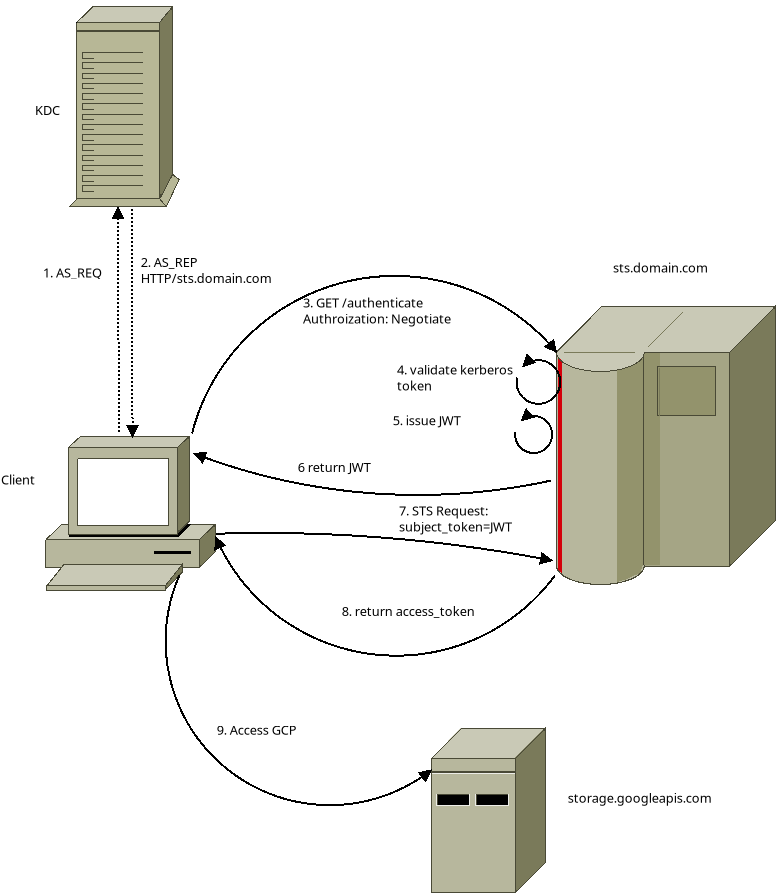 KDC
1. AS_REQ
2. AS_REP
HTTP/sts.domain.com
sts.domain.com
3. GET /authenticate
Authroization: Negotiate
4. validate kerberos
token
5. issue JWT
6 return JWT
Client
7. STS Request:
subject_token=JWT
8. return access_token
9. Access GCP
storage.googleapis.com